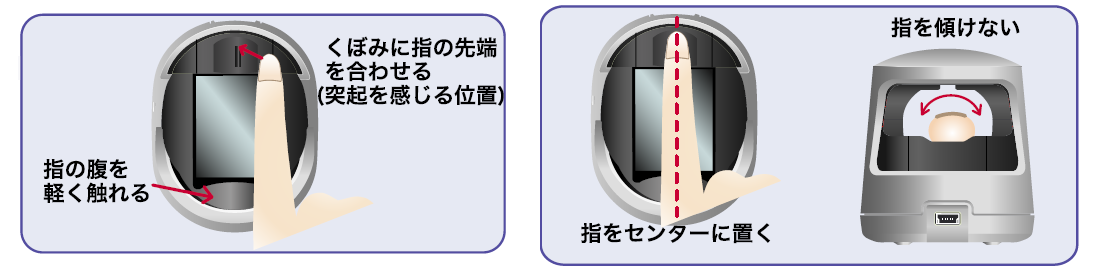 くぼみに指の先端
を合わせる
(突起を感じる位置)
指の腹を
軽く触れる
指をセンターに置く
指を傾けない